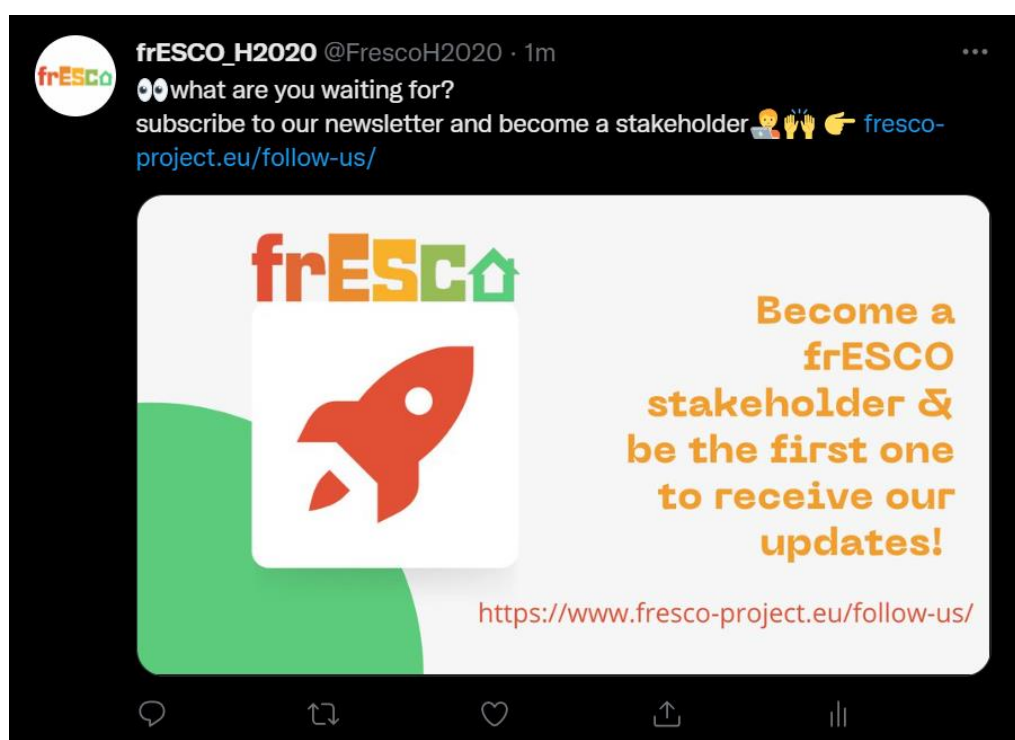 frESCO
frESCO_H2020 @FrescoH2020 · 1m
👀what are you waiting for?
subscribe to our newsletter and become a stakeholder🧑‍💻🙌 👉 fresco-
project.eu/follow-us/
frESCO
Become a
frESCO
stakeholder &
be the first one
to receive our
updates!
https://www.fresco-project.eu/follow-us/